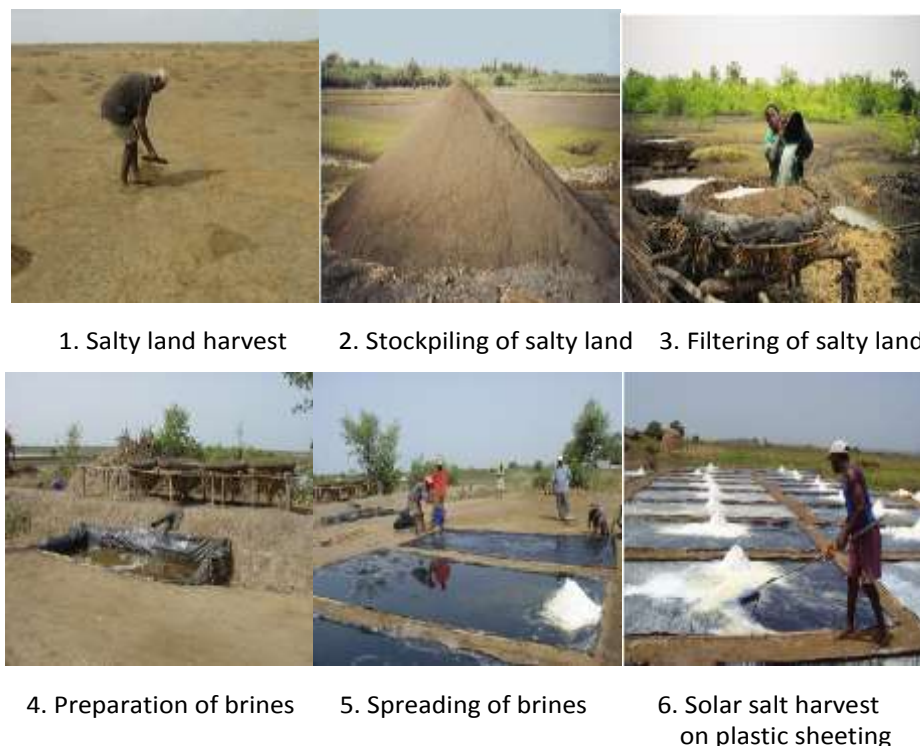 1. Salty land harvest
2. Stockpiling of salty land
3. Filtering of salty land
4. Preparation of brines
5. Spreading of brines
6. Solar salt harvest
on plastic sheeting